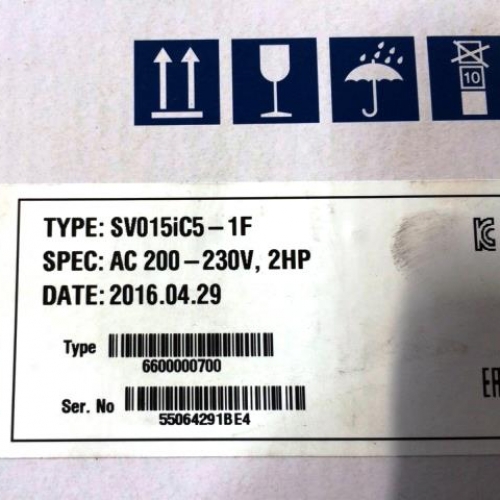 10
TYPE: SV015iC5-1F
SPEC: AC 200-230V, 2HP
DATE: 2016.04.29
Type
6600000700
Ser. No
55064291BE4